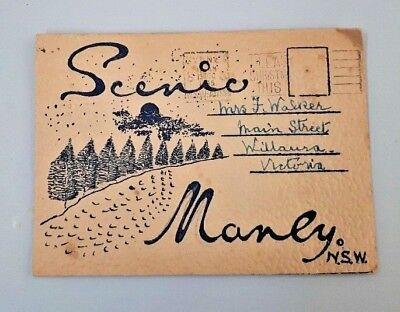 Scenic
Mrs F. Walker
Main Street
Willaura
Victoria
Manly.
N.S.W.